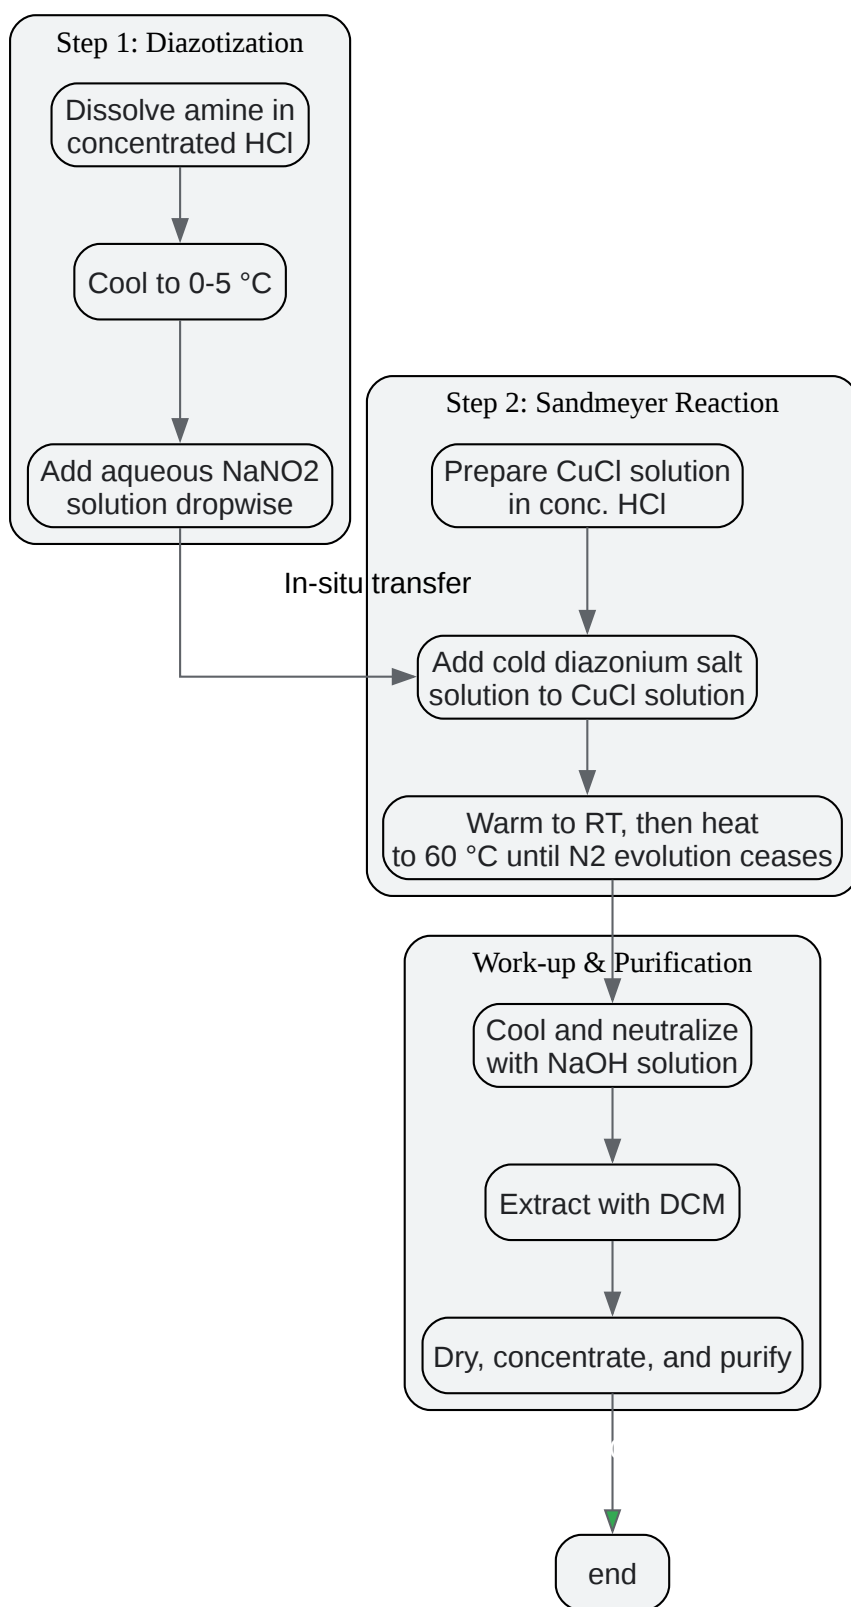 Step 1: Diazotization
Dissolve amine in
concentrated HCl
Cool to 0-5 °C
Add aqueous NaNO2
solution dropwise
In-situ transfer
Step 2: Sandmeyer Reaction
Prepare CuCl solution
in conc. HCl
Add cold diazonium salt
solution to CuCl solution
Warm to RT, then heat
to 60 °C until N2 evolution ceases
Work-up & Purification
Cool and neutralize
with NaOH solution
Extract with DCM
Dry, concentrate, and purify
end